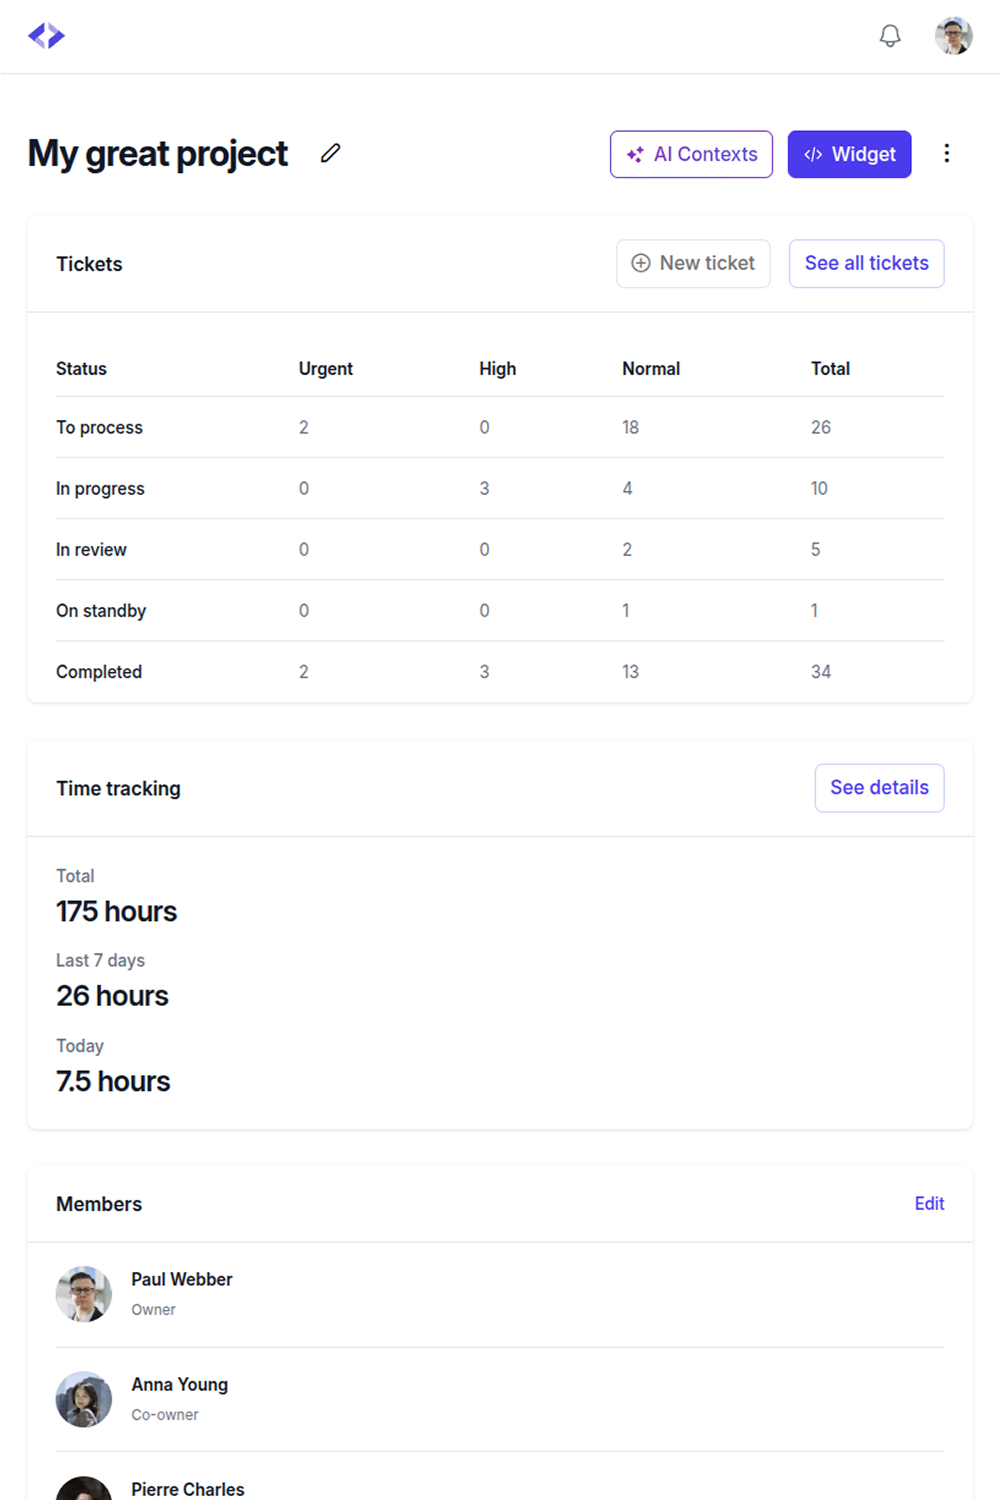 My great project
AI Contexts
Widget
Tickets
New ticket
See all tickets
Status Urgent High Normal Total
To process 2 0 18 26
In progress 0 3 4 10
In review 0 0 2 5
On standby 0 0 1 1
Completed 2 3 13 34
Time tracking
See details
Total
175 hours
Last 7 days
26 hours
Today
7.5 hours
Members
Edit
Paul Webber
Owner
Anna Young
Co-owner
Pierre Charles